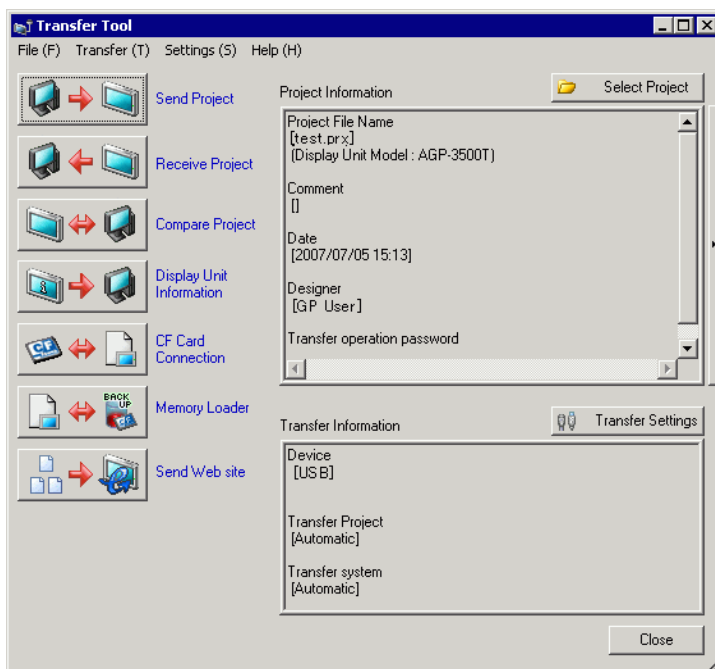 Transfer Tool
File (F) Transfer (T) Settings (S) Help (H)
Send Project
Receive Project
Compare Project
Display Unit
Information
CF Card
Connection
Memory Loader
Send Web site
Project Information
Select Project
Project File Name
[test.prx]
(Display Unit Model : AGP-3500T)
Comment
[]
Date
[2007/07/05 15:13]
Designer
[GP User]
Transfer operation password
Transfer Information
Transfer Settings
Device
[USB]
Transfer Project
[Automatic]
Transfer system
[Automatic]
Close
CF
BACK
UP